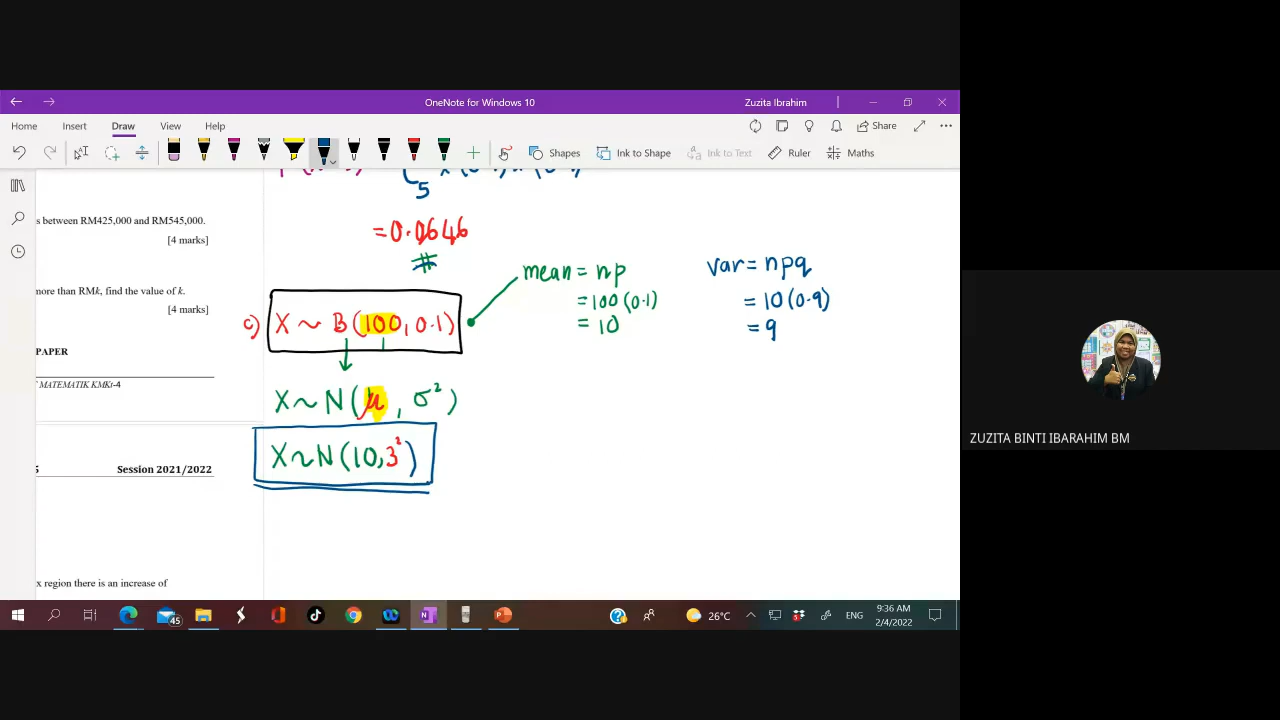 OneNote for Windows 10
Zuzita Ibrahim
Home Insert Draw View Help
Share
Shapes
Ink to Shape
Ink to Text
Ruler
Maths
s between RM425,000 and RM545,000.
[4 marks]
more than RMk, find the value of k.
[4 marks]
PAPER
MATEMATIK KMKt-4
5 Session 2021/2022
x region there is an increase of
5
= 0.0646
c) X ~ B(100, 0.1)
X ~ N(μ, σ²)
X ~ N(10, 3²)
mean = np
= 100(0.1)
= 10
var = npq
= 10(0.9)
= 9
ZUZITA BINTI IBARAHIM BM
45
26°C
ENG
9:36 AM
2/4/2022